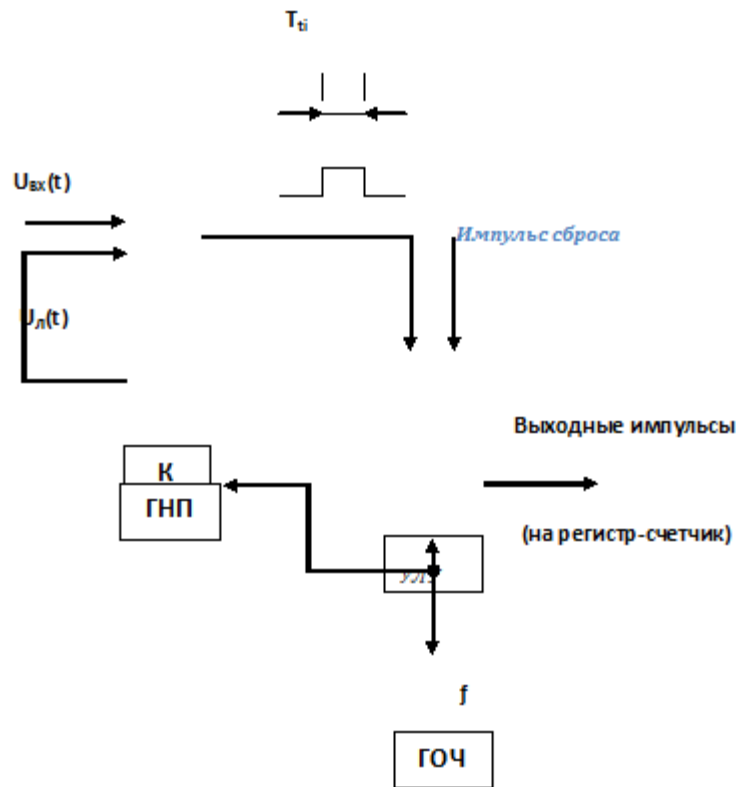 Tti
Uвх(t)
Импульс сброса
Uл(t)
Выходные импульсы
К
ГНП
(на регистр-счетчик)
f
ГОЧ